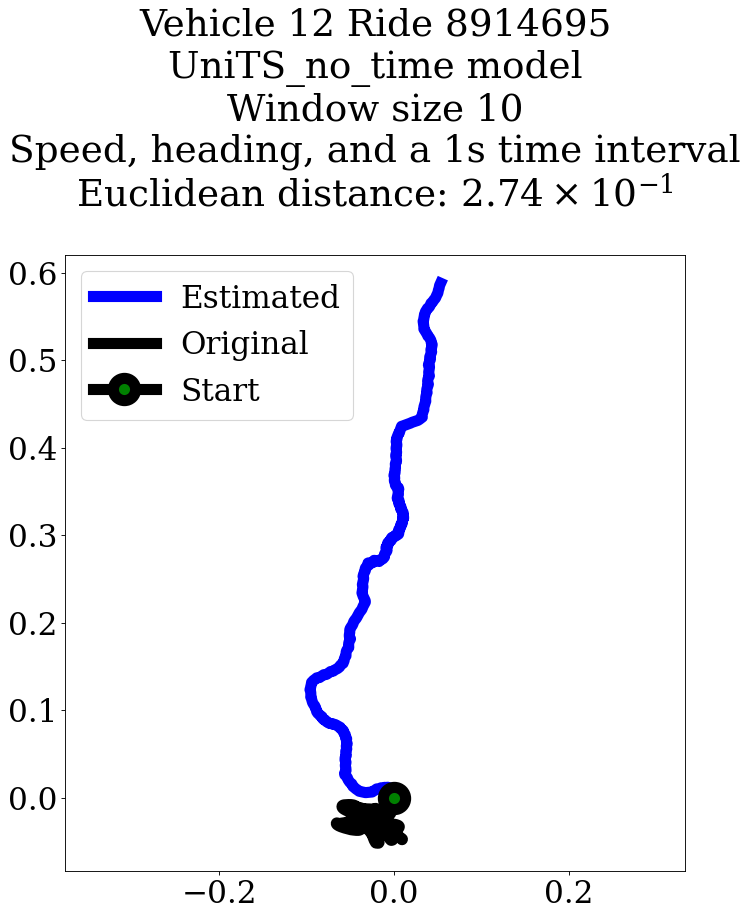 Vehicle 12 Ride 8914695
UniTS_no_time model
Window size 10
Speed, heading, and a 1s time interval
Euclidean distance: 2.74 × 10⁻¹
Estimated
Original
Start
0.6
0.5
0.4
0.3
0.2
0.1
0.0
−0.2
0.0
0.2